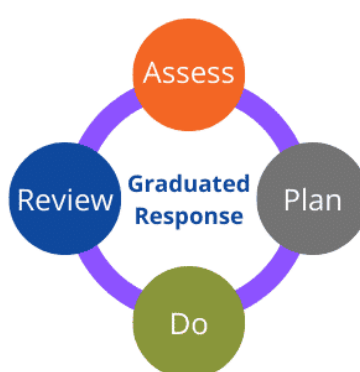 Assess
Review
Graduated
Response
Plan
Do